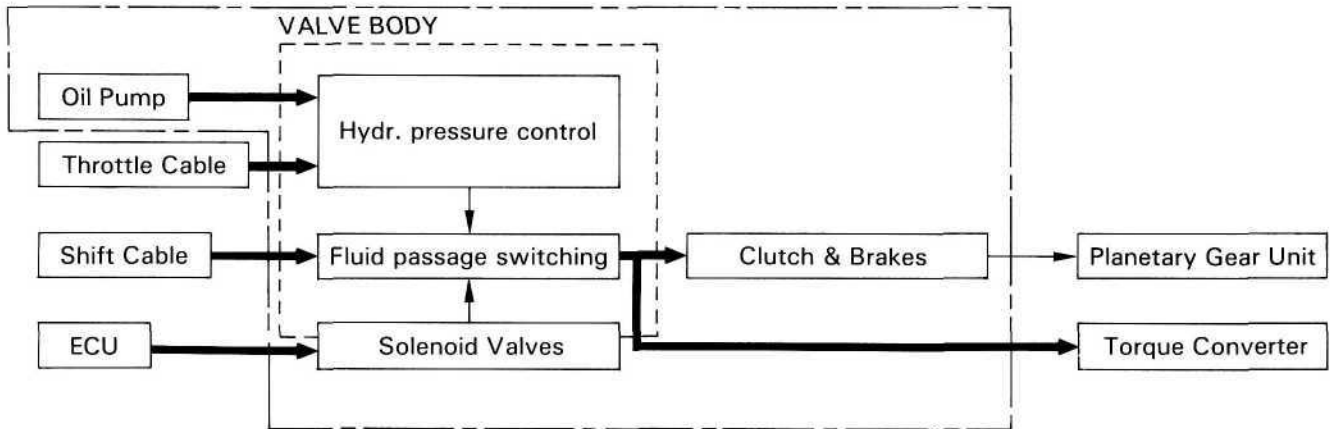 VALVE BODY
Oil Pump
Hydr. pressure control
Throttle Cable
Shift Cable
Fluid passage switching
Clutch & Brakes
Planetary Gear Unit
ECU
Solenoid Valves
Torque Converter